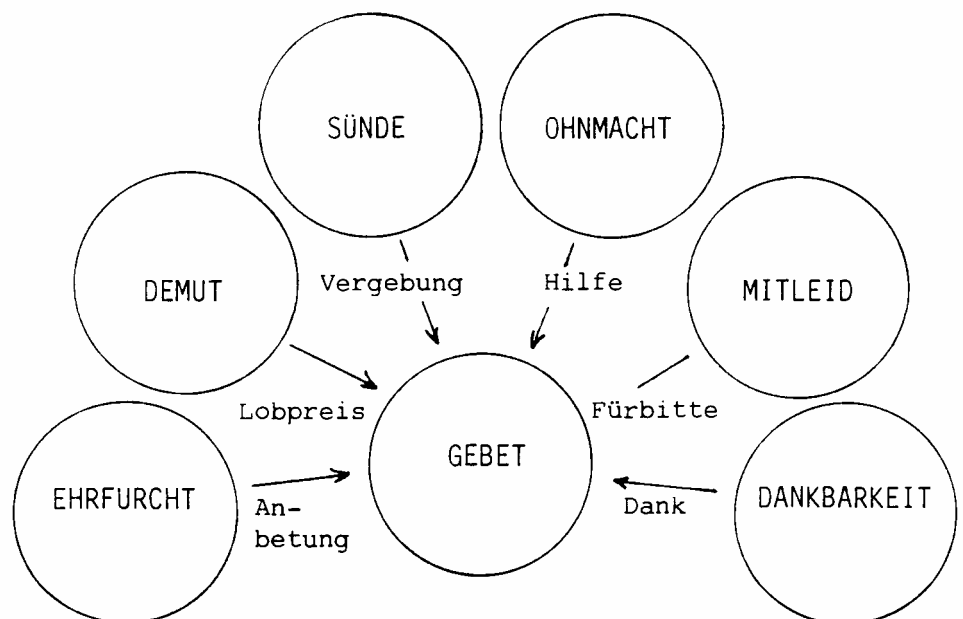 SÜNDE
OHNMACHT
DEMUT
Vergebung
Hilfe
MITLEID
Lobpreis
Fürbitte
GEBET
EHRFURCHT
An-
betung
Dank
DANKBARKEIT